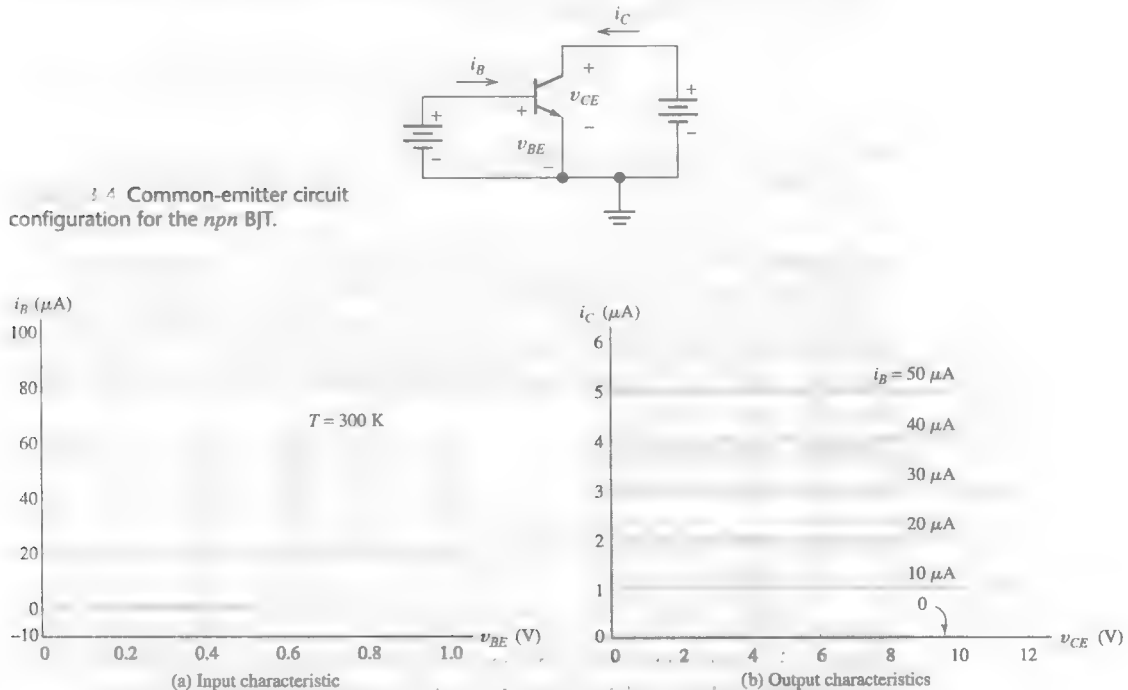 i_C
i_B
+
v_CE
+
+
+
−
−
−
v_BE
−
4 Common-emitter circuit
configuration for the npn BJT.
i_B (μA)
100
80
60
40
20
0
−10
T = 300 K
0 0.2 0.4 0.6 0.8 1.0
v_BE (V)
(a) Input characteristic
i_C (μA)
6
5
4
3
2
1
0
i_B = 50 μA
40 μA
30 μA
20 μA
10 μA
0
0 2 4 6 8 10 12
v_CE (V)
(b) Output characteristics